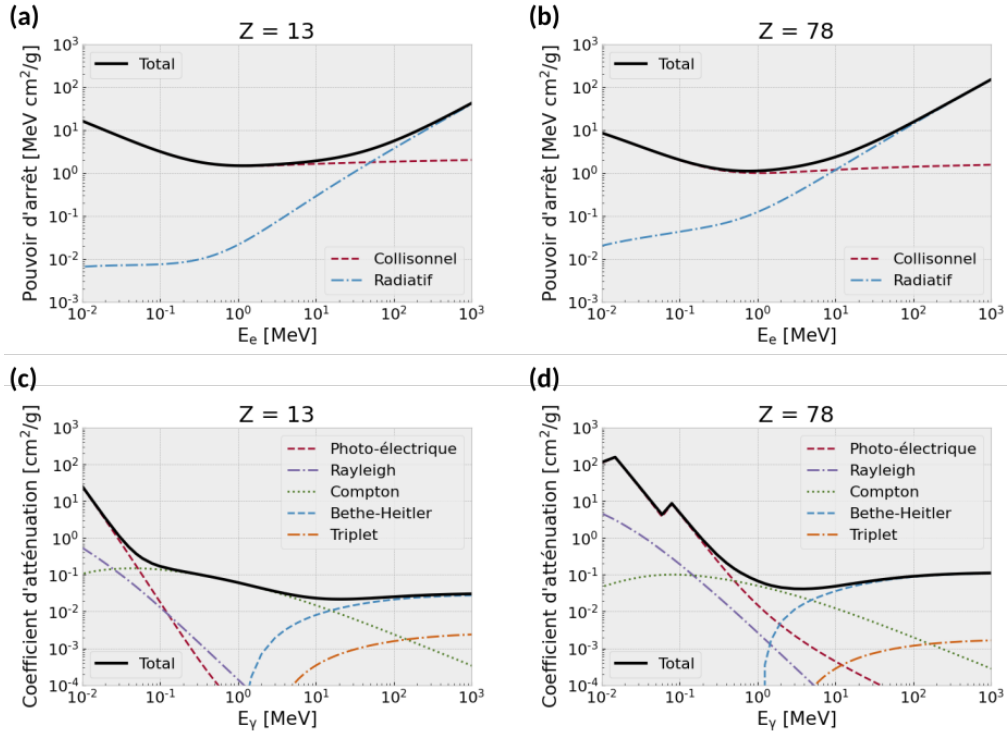 (a)
Z = 13
Pouvoir d'arrêt [MeV cm²/g]
10³
10²
10¹
10⁰
10⁻¹
10⁻²
10⁻³
Total
Collisonnel
Radiatif
10⁻² 10⁻¹ 10⁰ 10¹ 10² 10³
Eₑ [MeV]
(b)
Z = 78
Pouvoir d'arrêt [MeV cm²/g]
10³
10²
10¹
10⁰
10⁻¹
10⁻²
10⁻³
Total
Collisonnel
Radiatif
10⁻² 10⁻¹ 10⁰ 10¹ 10² 10³
Eₑ [MeV]
(c)
Z = 13
Coefficient d'atténuation [cm²/g]
10³
10²
10¹
10⁰
10⁻¹
10⁻²
10⁻³
10⁻⁴
Photo-électrique
Rayleigh
Compton
Bethe-Heitler
Triplet
Total
10⁻² 10⁻¹ 10⁰ 10¹ 10² 10³
Eᵧ [MeV]
(d)
Z = 78
Coefficient d'atténuation [cm²/g]
10³
10²
10¹
10⁰
10⁻¹
10⁻²
10⁻³
10⁻⁴
Photo-électrique
Rayleigh
Compton
Bethe-Heitler
Triplet
Total
10⁻² 10⁻¹ 10⁰ 10¹ 10² 10³
Eᵧ [MeV]